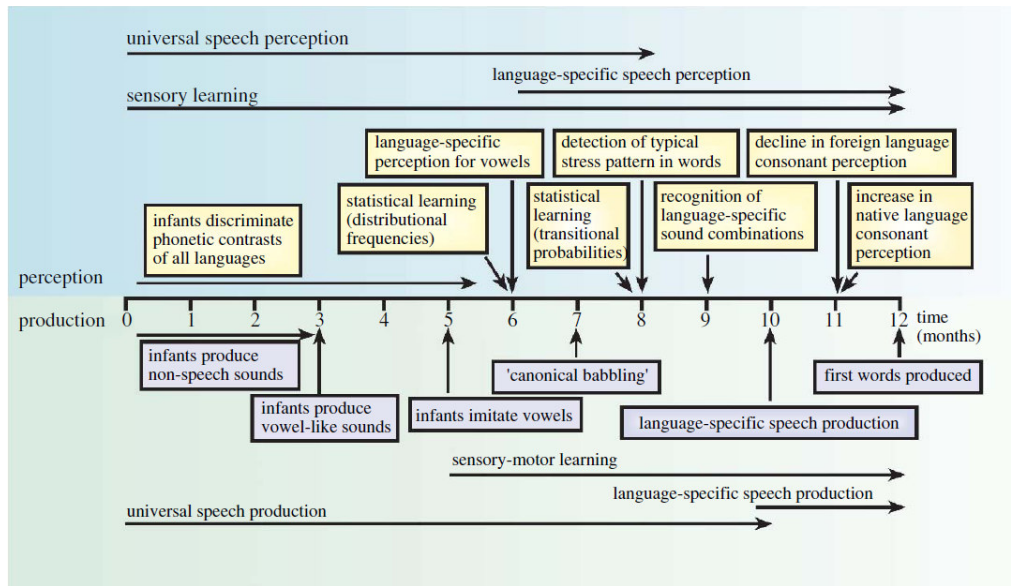 universal speech perception
language-specific speech perception
sensory learning
language-specific
perception for vowels
detection of typical
stress pattern in words
decline in foreign language
consonant perception
statistical learning
(distributional
frequencies)
statistical
learning
(transitional
probabilities)
recognition of
language-specific
sound combinations
increase in
native language
consonant
perception
infants discriminate
phonetic contrasts
of all languages
perception
production
0 1 2 3 4 5 6 7 8 9 10 11 12
time
(months)
infants produce
non-speech sounds
'canonical babbling'
first words produced
infants produce
vowel-like sounds
infants imitate vowels
language-specific speech production
sensory-motor learning
language-specific speech production
universal speech production